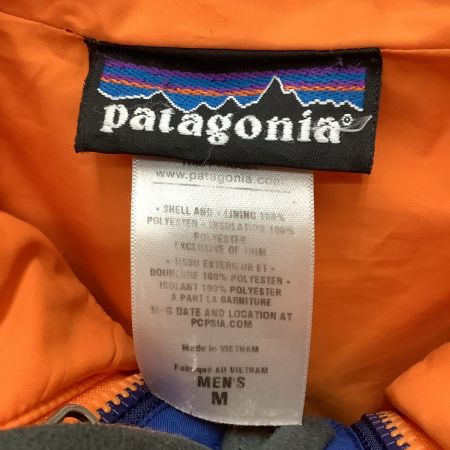 patagonia®
www.patagonia.com
• SHELL AND • LINING 100%
POLYESTER • INSULATION 100%
POLYESTER
EXCLUSIVE OF TRIM
• TISSU EXTERIEUR ET •
DOUBLURE 100% POLYESTER •
ISOLANT 100% POLYESTER
A PART LA GARNITURE
MFG DATE AND LOCATION AT
PCPSIA.COM
Made in VIETNAM
Fabriqué AU VIETNAM
MEN'S
M